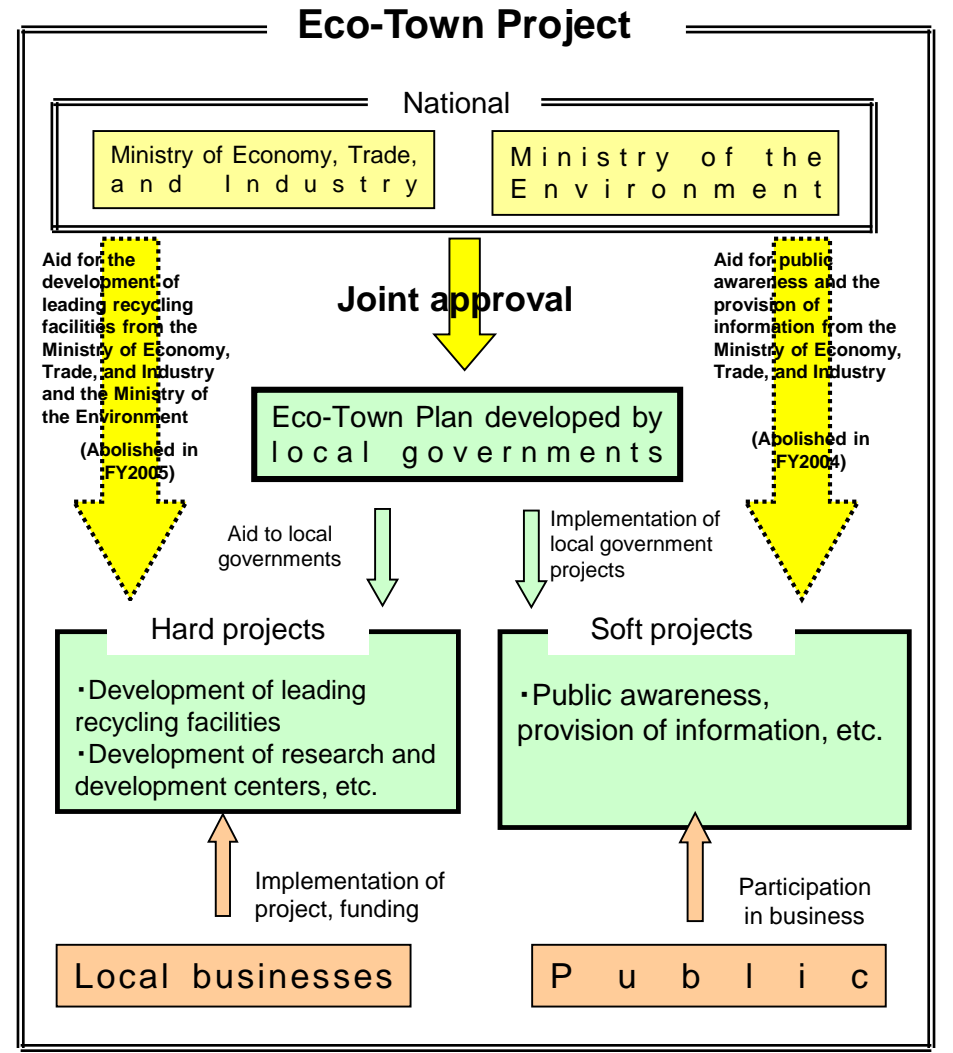 Eco-Town Project
National
Ministry of Economy, Trade,
and Industry
Ministry of the
Environment
Aid for the
development of
leading recycling
facilities from the
Ministry of Economy,
Trade, and Industry
and the Ministry of
the Environment
(Abolished in
FY2005)
Joint approval
Aid for public
awareness and the
provision of
information from the
Ministry of Economy,
Trade, and Industry
(Abolished in
FY2004)
Eco-Town Plan developed by
local governments
Aid to local
governments
Implementation of
local government
projects
Hard projects
・Development of leading
recycling facilities
・Development of research and
development centers, etc.
Soft projects
・Public awareness,
provision of information, etc.
Implementation of
project, funding
Participation
in business
Local businesses
Public